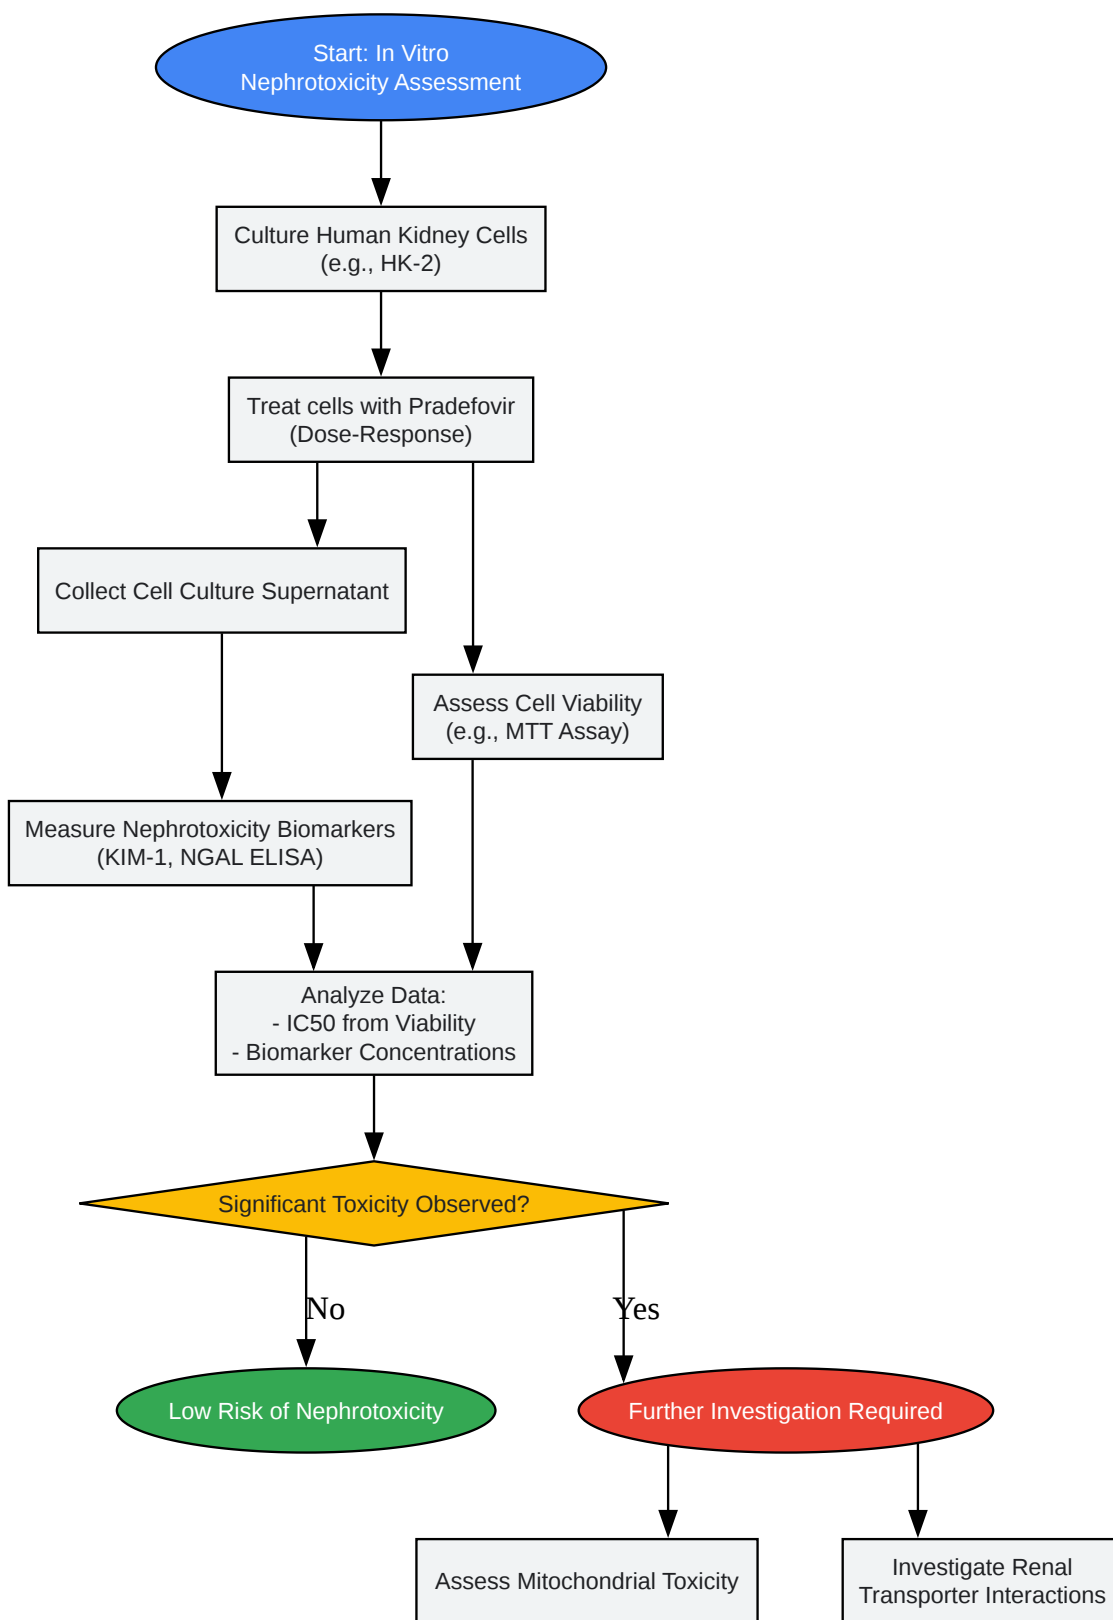 Start: In Vitro
Nephrotoxicity Assessment
Culture Human Kidney Cells
(e.g., HK-2)
Treat cells with Pradefovir
(Dose-Response)
Collect Cell Culture Supernatant
Assess Cell Viability
(e.g., MTT Assay)
Measure Nephrotoxicity Biomarkers
(KIM-1, NGAL ELISA)
Analyze Data:
- IC50 from Viability
- Biomarker Concentrations
Significant Toxicity Observed?
No
Yes
Low Risk of Nephrotoxicity
Further Investigation Required
Assess Mitochondrial Toxicity
Investigate Renal
Transporter Interactions